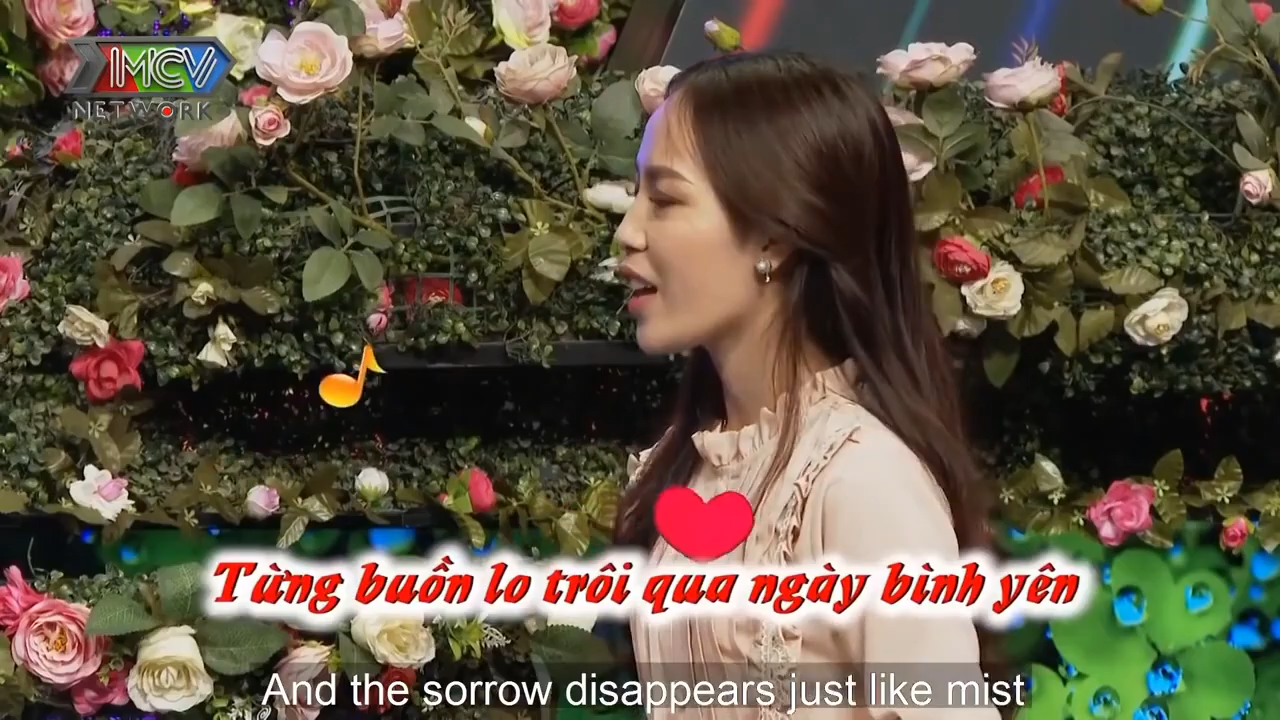 MCV
NETWORK
Từng buồn lo trôi qua ngày bình yên
And the sorrow disappears just like mist